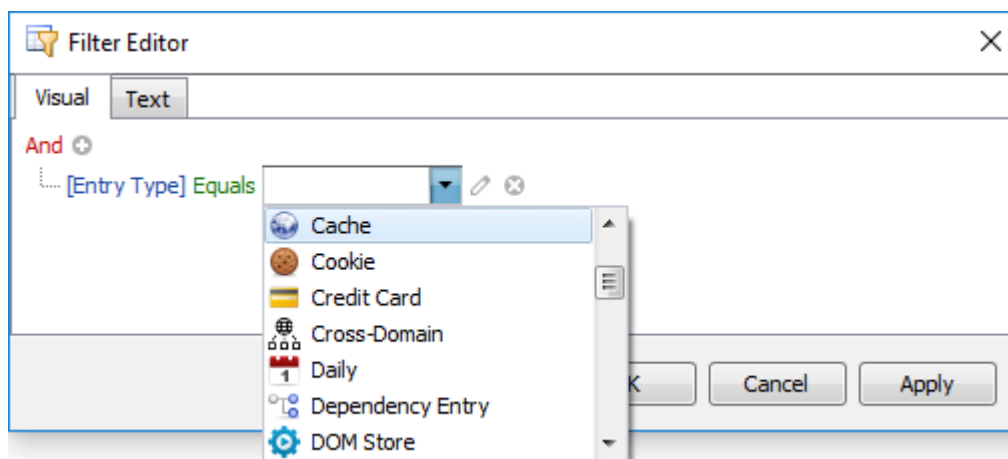 Filter Editor
Visual Text
And
[Entry Type] Equals
Cache
Cookie
Credit Card
Cross-Domain
1 Daily
Dependency Entry
DOM Store
K Cancel Apply